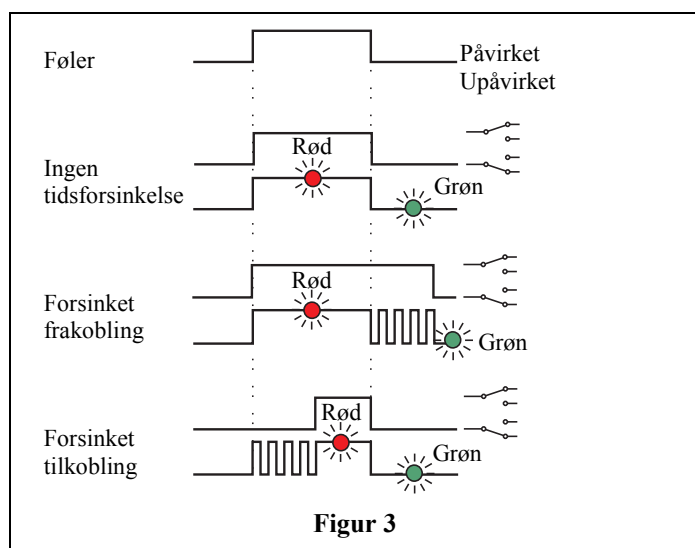 Føler
Påvirket
Upåvirket
Rød
Ingen
tidsforsinkelse
Grøn
Rød
Forsinket
frakobling
Grøn
Rød
Forsinket
tilkobling
Grøn
Figur 3